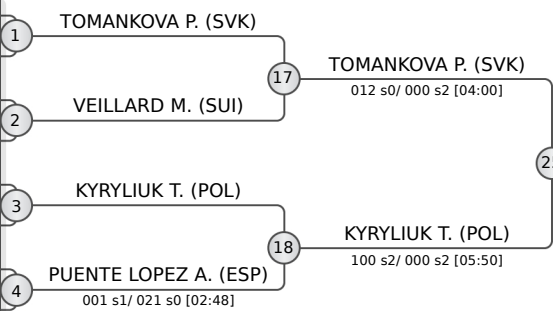 TOMANKOVA P. (SVK)
1
17
TOMANKOVA P. (SVK)
012 s0/ 000 s2 [04:00]
VEILLARD M. (SUI)
2
KYRYLIUK T. (POL)
3
18
KYRYLIUK T. (POL)
100 s2/ 000 s2 [05:50]
PUENTE LOPEZ A. (ESP)
4
001 s1/ 021 s0 [02:48]